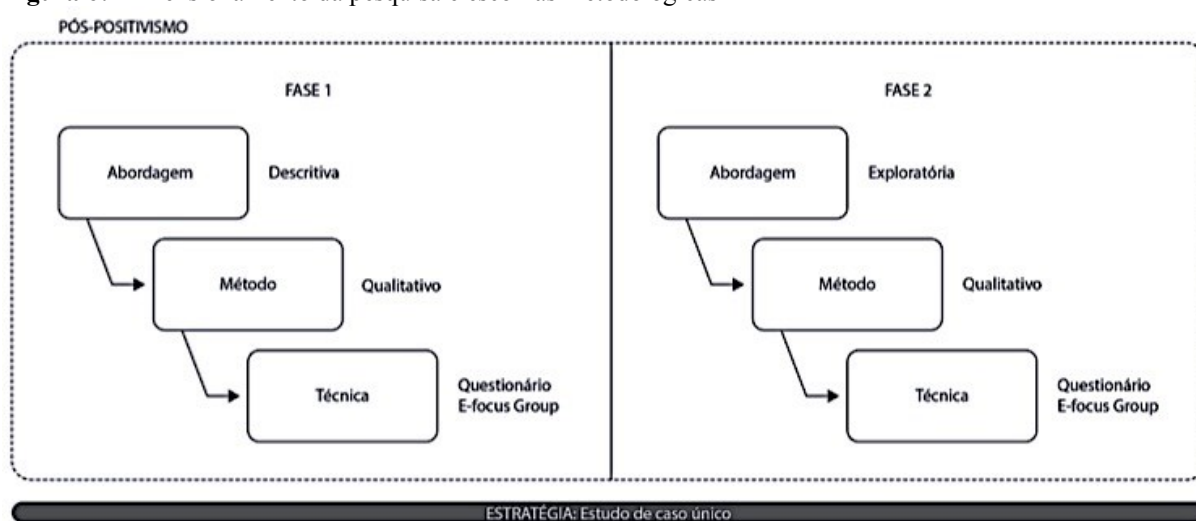 PÓS-POSITIVISMO
FASE 1
Abordagem
Descritiva
Método
Qualitativo
Técnica
Questionário
E-focus Group
FASE 2
Abordagem
Exploratória
Método
Qualitativo
Técnica
Questionário
E-focus Group
ESTRATÉGIA: Estudo de caso único